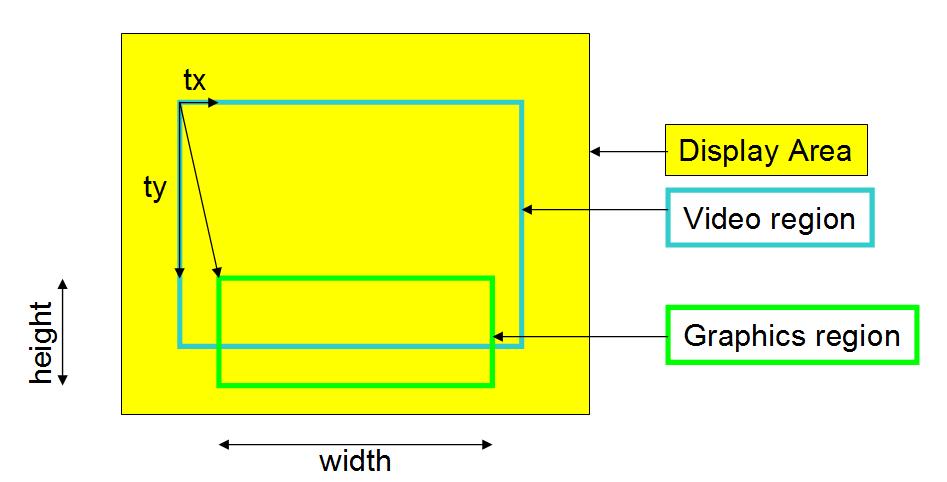 tx
ty
Display Area
Video region
Graphics region
height
width